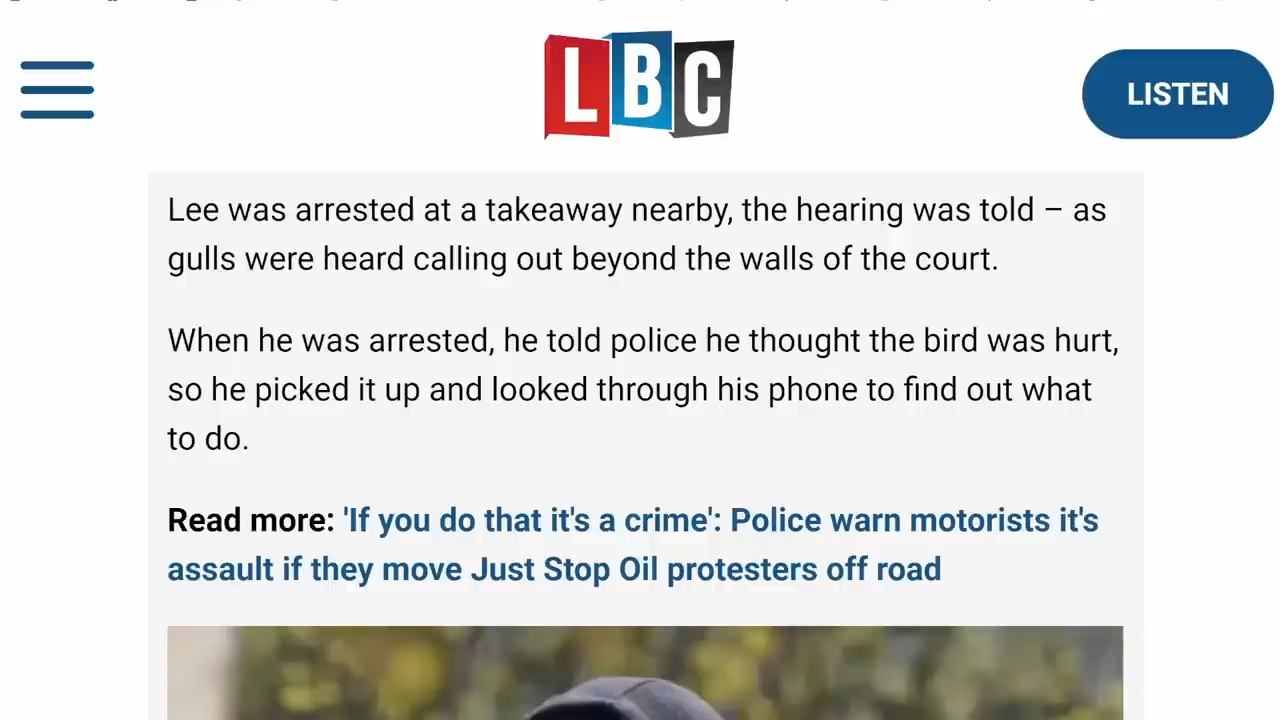 LBC
LISTEN
Lee was arrested at a takeaway nearby, the hearing was told – as
gulls were heard calling out beyond the walls of the court.
When he was arrested, he told police he thought the bird was hurt,
so he picked it up and looked through his phone to find out what
to do.
Read more: 'If you do that it's a crime': Police warn motorists it's
assault if they move Just Stop Oil protesters off road